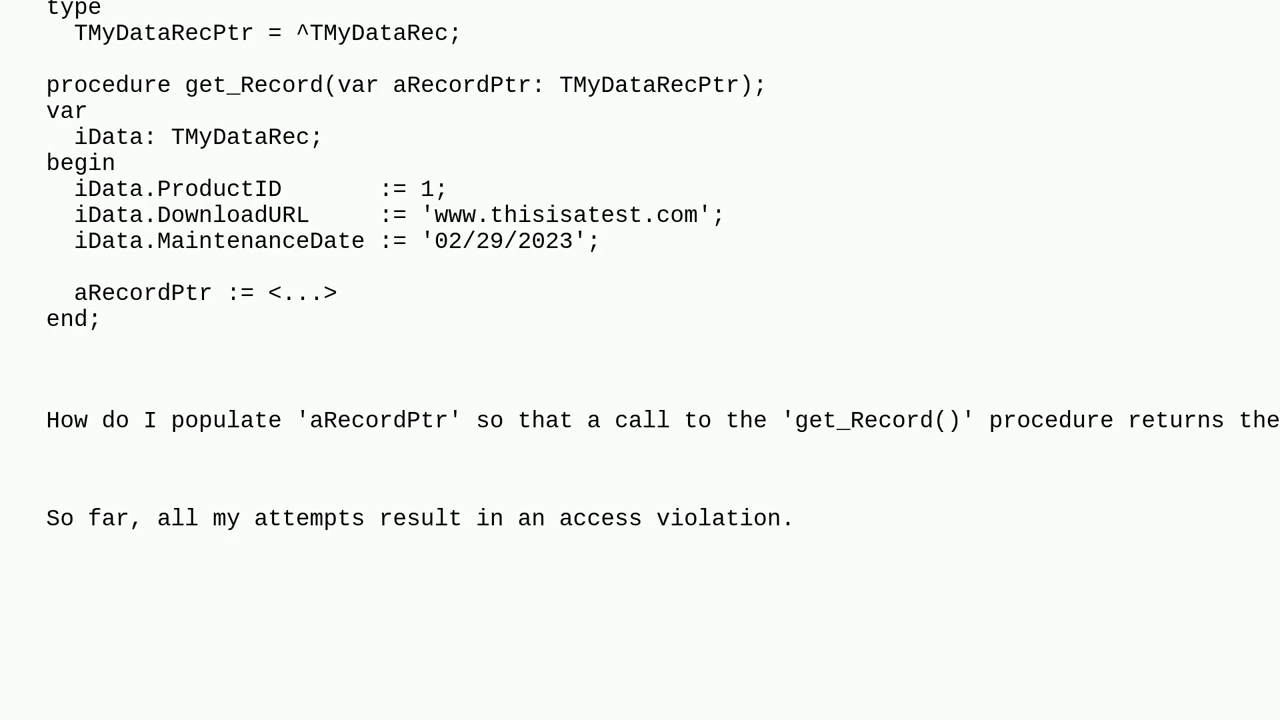 type
  TMyDataRecPtr = ^TMyDataRec;
procedure get_Record(var aRecordPtr: TMyDataRecPtr);
var
  iData: TMyDataRec;
begin
  iData.ProductID       := 1;
  iData.DownloadURL     := 'www.thisisatest.com';
  iData.MaintenanceDate := '02/29/2023';
  aRecordPtr := <...>
end;
How do I populate 'aRecordPtr' so that a call to the 'get_Record()' procedure returns the
So far, all my attempts result in an access violation.